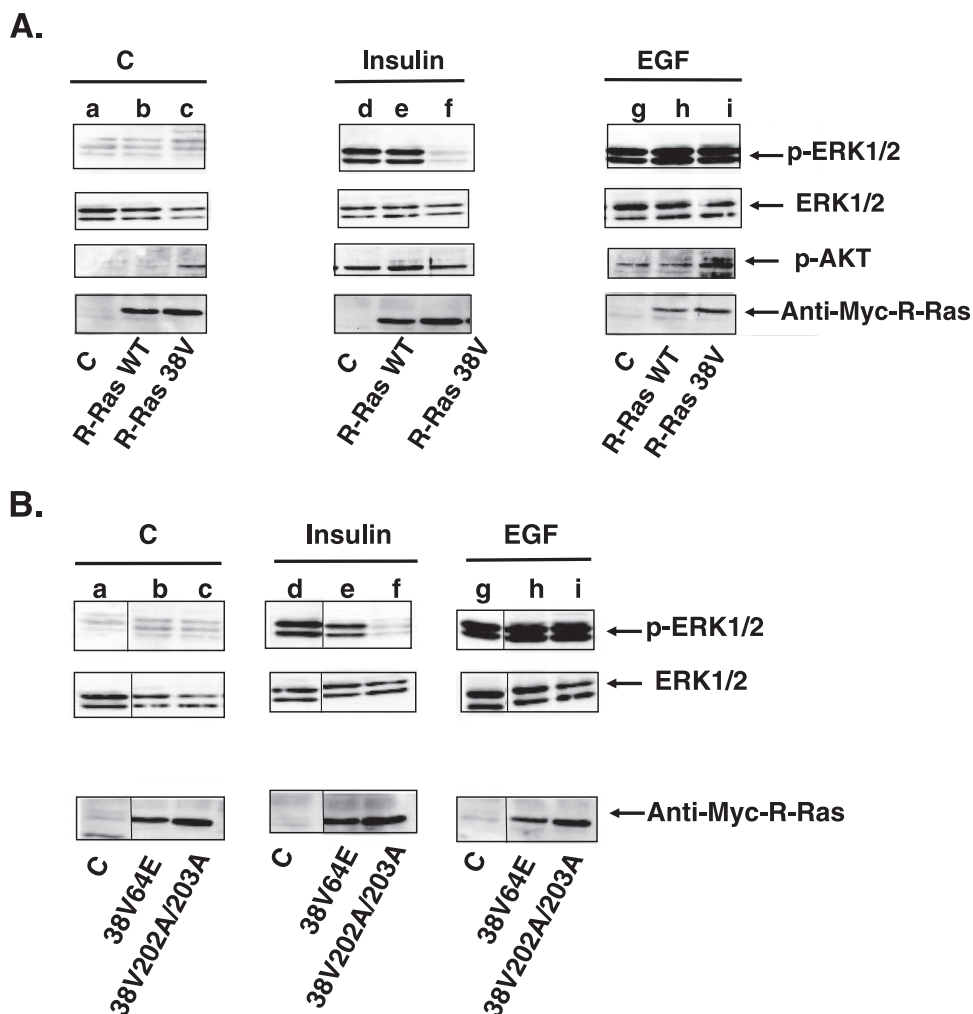 A.
C Insulin EGF
a b c d e f g h i
p-ERK1/2
ERK1/2
p-AKT
Anti-Myc-R-Ras
C R-Ras WT R-Ras 38V C R-Ras WT R-Ras 38V C R-Ras WT R-Ras 38V
B.
C Insulin EGF
a b c d e f g h i
p-ERK1/2
ERK1/2
Anti-Myc-R-Ras
C 38V64E 38V202A/203A C 38V64E 38V202A/203A C 38V64E 38V202A/203A